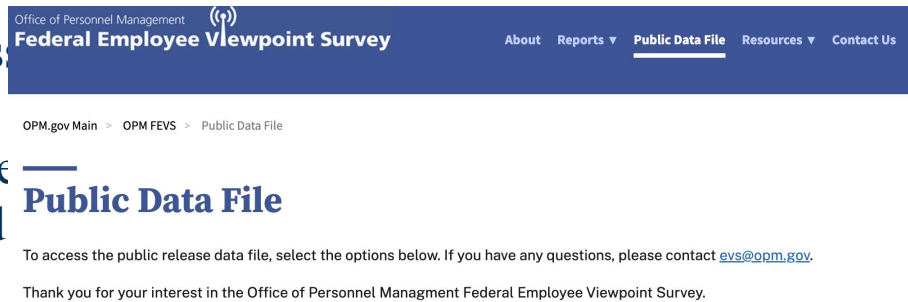 Office of Personnel Management
Federal Employee Viewpoint Survey
About Reports ▼ Public Data File Resources ▼ Contact Us
OPM.gov Main > OPM FEVS > Public Data File
Public Data File
To access the public release data file, select the options below. If you have any questions, please contact evs@opm.gov.
Thank you for your interest in the Office of Personnel Managment Federal Employee Viewpoint Survey.